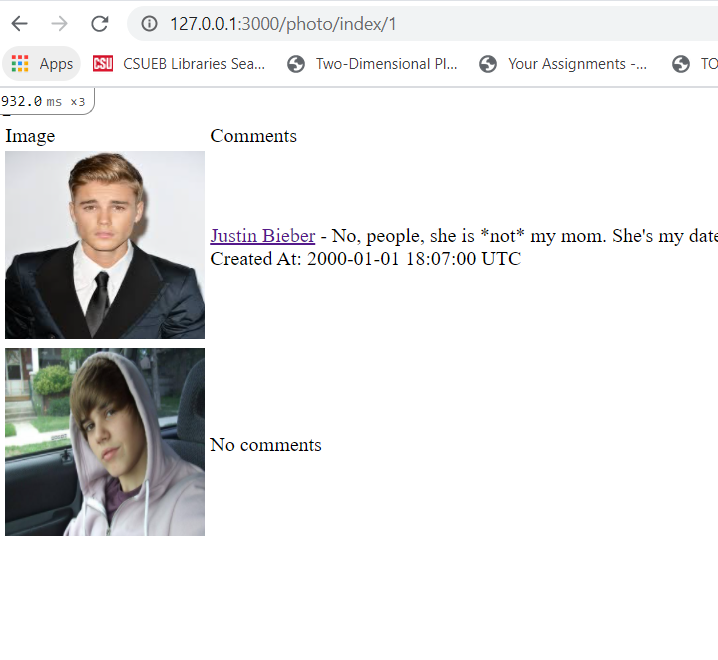 127.0.0.1:3000/photo/index/1
Apps CSU CSUEB Libraries Sea... Two-Dimensional Pl... Your Assignments -... TO
932.0 ms ×3
Image Comments
Justin Bieber - No, people, she is *not* my mom. She's my date
Created At: 2000-01-01 18:07:00 UTC
No comments